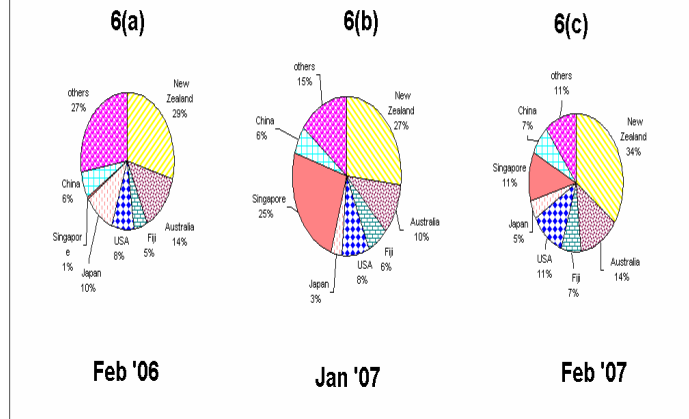 6(a)
6(b)
6(c)
others
27%
New
Zealand
29%
China
6%
Singapor
e
1%
Japan
10%
USA
8%
Fiji
5%
Australia
14%
others
15%
New
Zealand
27%
China
6%
Singapore
25%
Japan
3%
USA
8%
Fiji
6%
Australia
10%
others
11%
New
Zealand
34%
China
7%
Singapore
11%
Japan
5%
USA
11%
Fiji
7%
Australia
14%
Feb '06
Jan '07
Feb '07